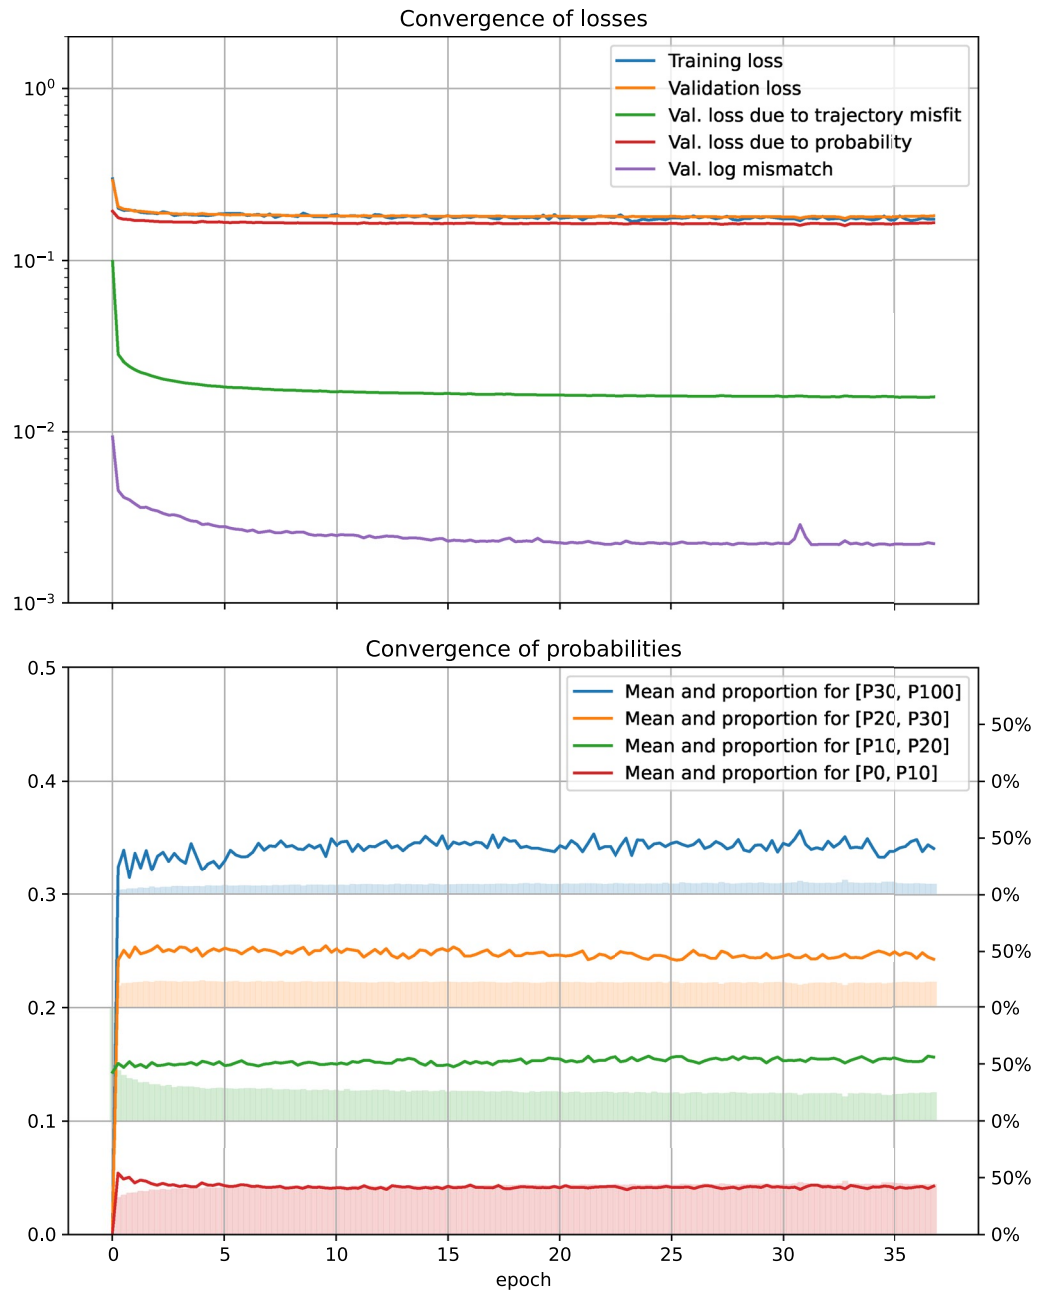 Convergence of losses
Training loss
Validation loss
Val. loss due to trajectory misfit
Val. loss due to probability
Val. log mismatch
10⁰
10⁻¹
10⁻²
10⁻³
Convergence of probabilities
Mean and proportion for [P30, P100]
Mean and proportion for [P20, P30]
Mean and proportion for [P10, P20]
Mean and proportion for [P0, P10]
0.5
0.4
0.3
0.2
0.1
0.0
50%
0%
50%
0%
50%
0%
50%
0%
50%
0%
0 5 10 15 20 25 30 35
epoch